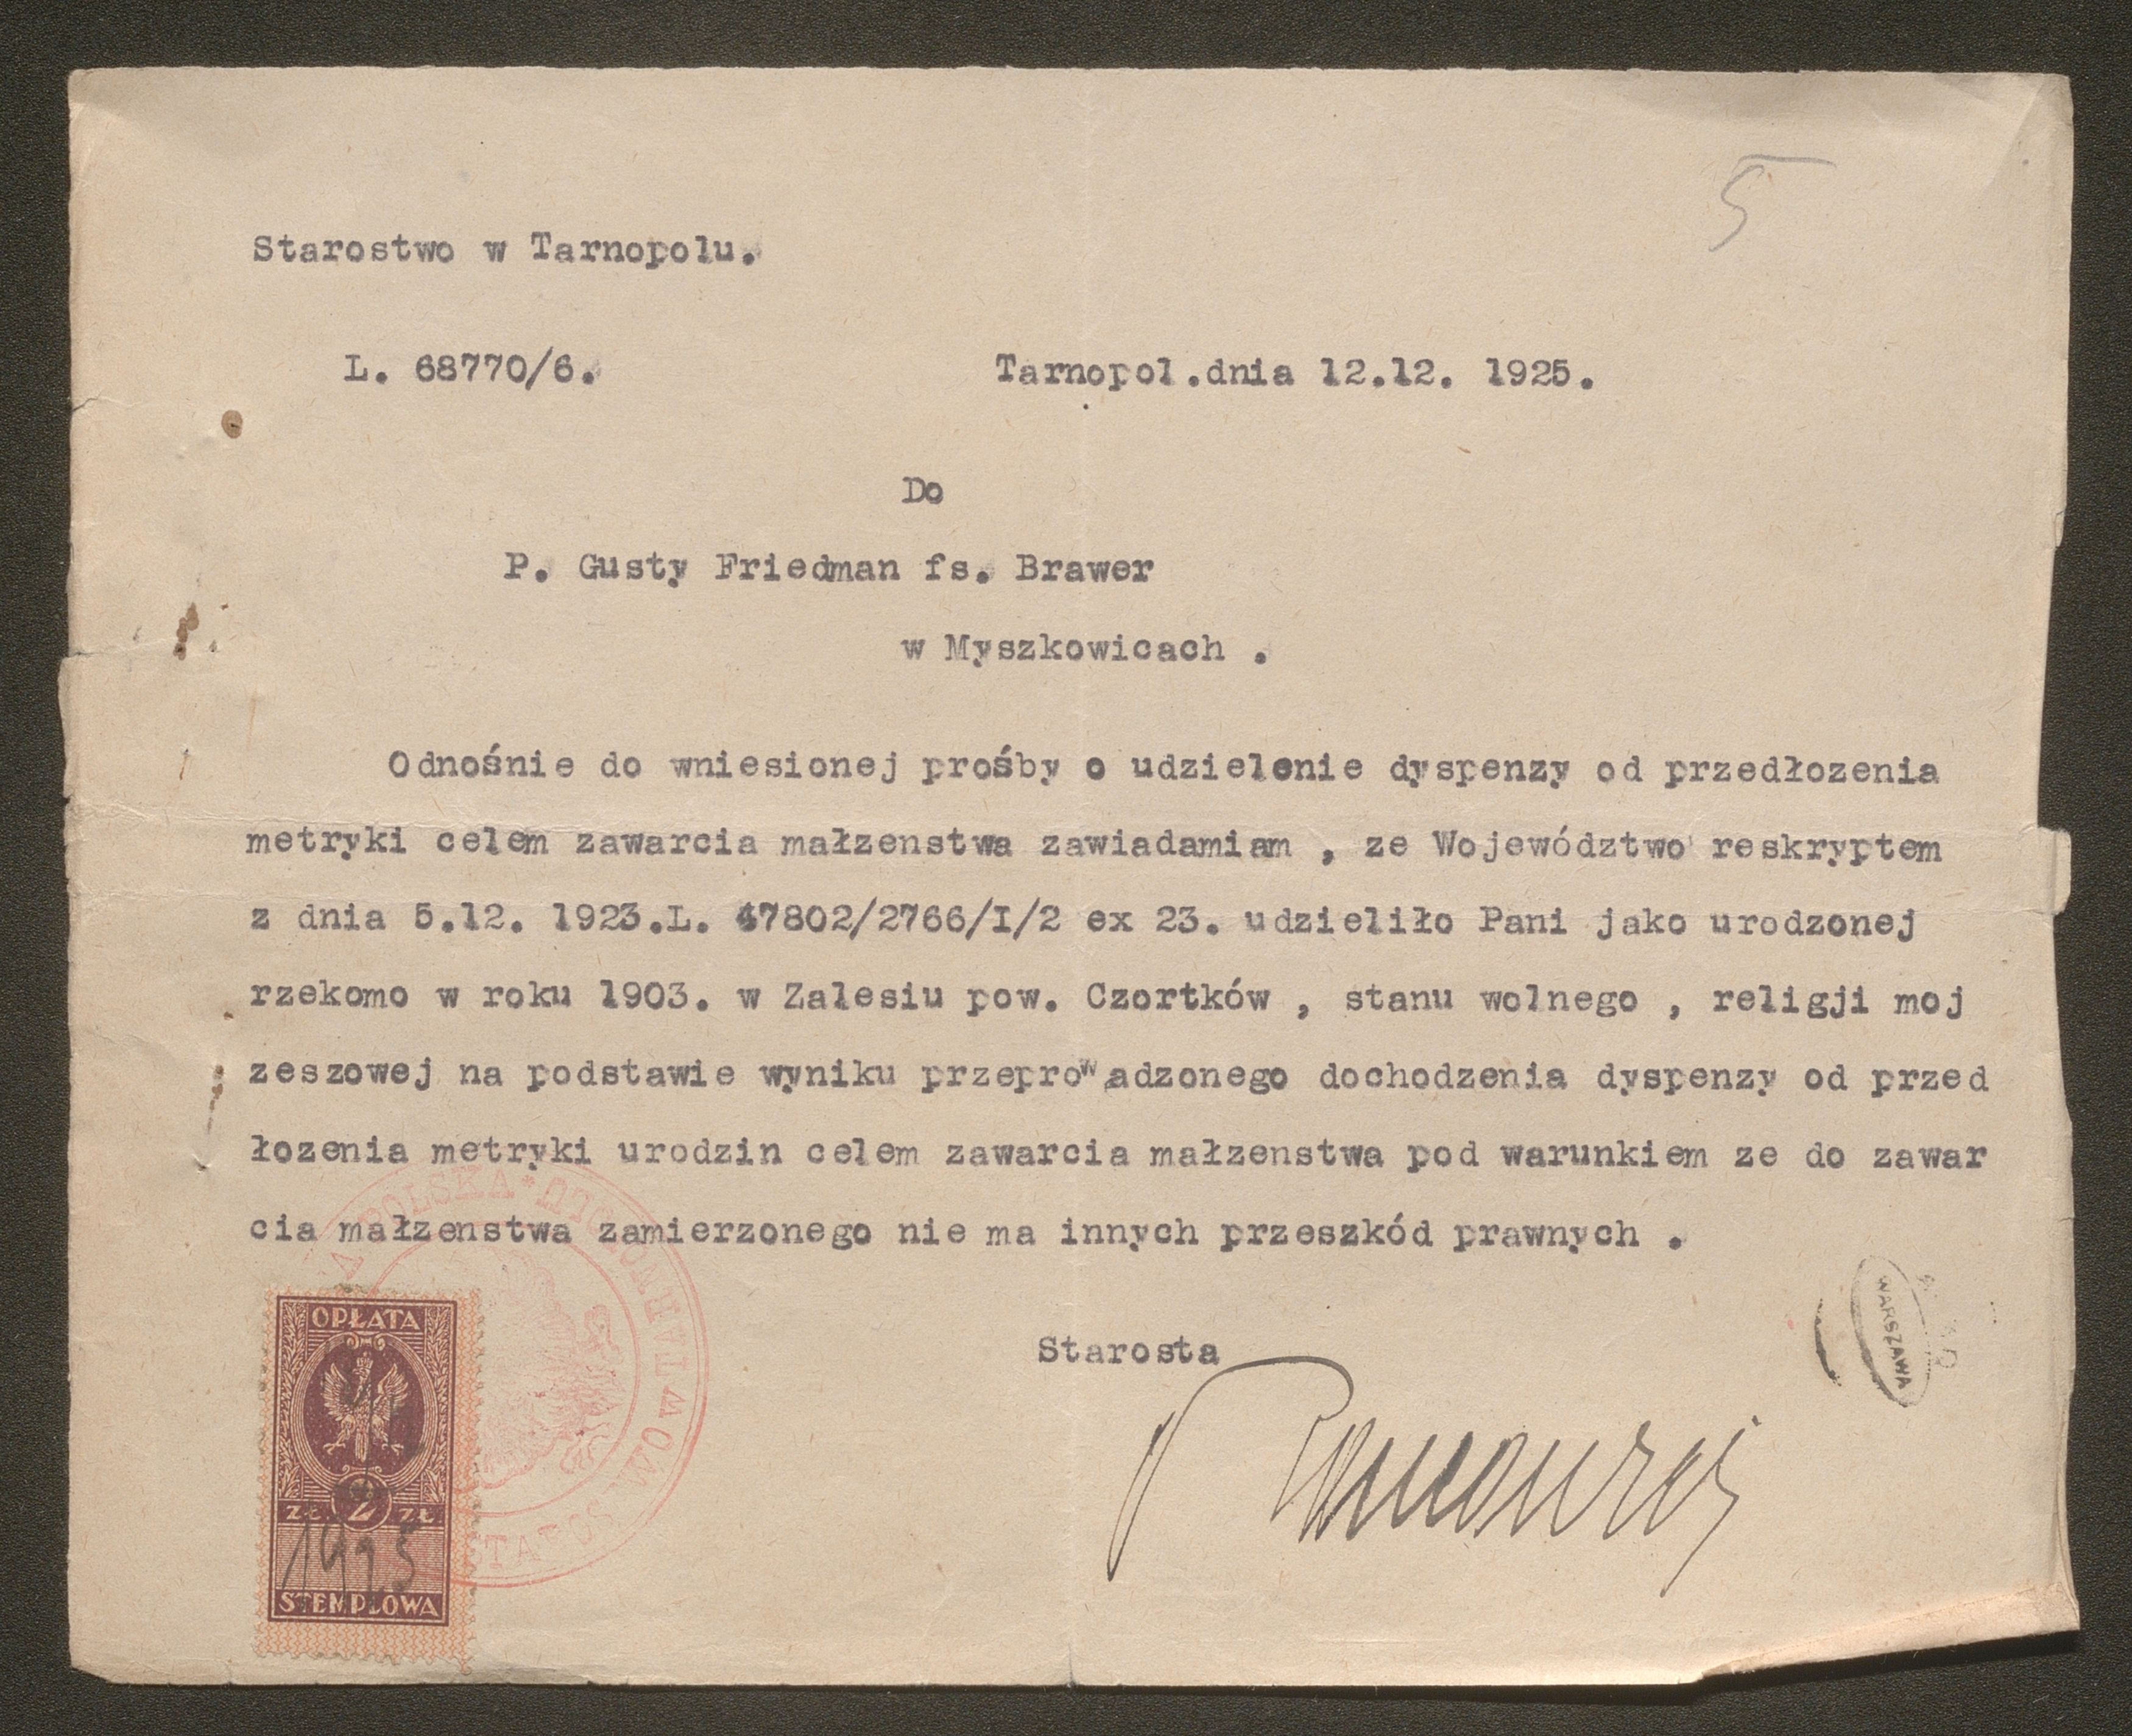 5
Starostwo w Tarnopolu.
L. 68770/6.
Tarnopol.dnia 12.12. 1925.
Do
P. Gusty Friedman fs. Brawer
w Myszkowicach .
Odnośnie do wniesionej prośby o udzielenie dyspenzy od przedłozenia
metryki celem zawarcia małzenstwa zawiadamiam , ze Województwo reskryptem
z dnia 5.12. 1923.L. 47802/2766/I/2 ex 23. udzieliło Pani jako urodzonej
rzekomo w roku 1903. w Zalesiu pow. Czortków , stanu wolnego , religji moj
zeszowej na podstawie wyniku przeprowadzonego dochodzenia dyspenzy od przed
łozenia metryki urodzin celem zawarcia małzenstwa pod warunkiem ze do zawar
cia małzenstwa zamierzonego nie ma innych przeszkód prawnych .
Starosta
WARSZAWA
OPŁATA
ZŁ. 2 ZŁ
1925
STEMPLOWA
POLSKA